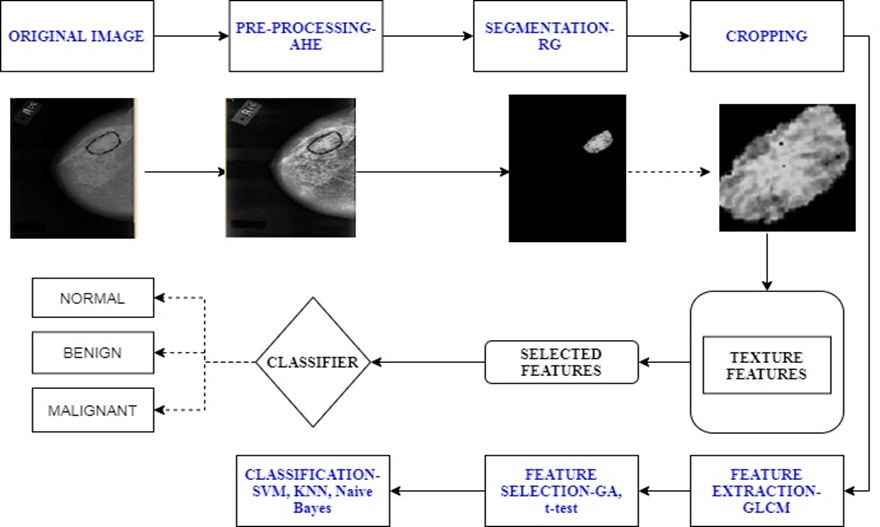 ORIGINAL IMAGE
PRE-PROCESSING-
AHE
SEGMENTATION-
RG
CROPPING
NORMAL
BENIGN
MALIGNANT
CLASSIFIER
SELECTED
FEATURES
TEXTURE
FEATURES
CLASSIFICATION-
SVM, KNN, Naive
Bayes
FEATURE
SELECTION-GA,
t-test
FEATURE
EXTRACTION-
GLCM